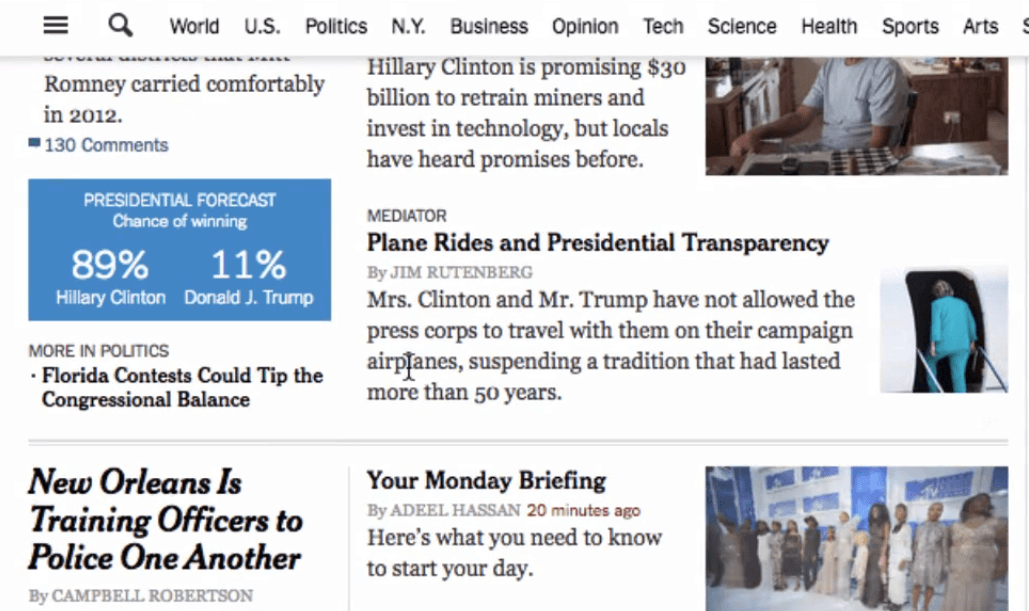 World U.S. Politics N.Y. Business Opinion Tech Science Health Sports Arts
several districts that Mitt
Romney carried comfortably
in 2012.
130 Comments
PRESIDENTIAL FORECAST
Chance of winning
89% 11%
Hillary Clinton Donald J. Trump
MORE IN POLITICS
· Florida Contests Could Tip the
Congressional Balance
Hillary Clinton is promising $30
billion to retrain miners and
invest in technology, but locals
have heard promises before.
MEDIATOR
Plane Rides and Presidential Transparency
By JIM RUTENBERG
Mrs. Clinton and Mr. Trump have not allowed the
press corps to travel with them on their campaign
airplanes, suspending a tradition that had lasted
more than 50 years.
New Orleans Is
Training Officers to
Police One Another
By CAMPBELL ROBERTSON
Your Monday Briefing
By ADEEL HASSAN 20 minutes ago
Here's what you need to know
to start your day.